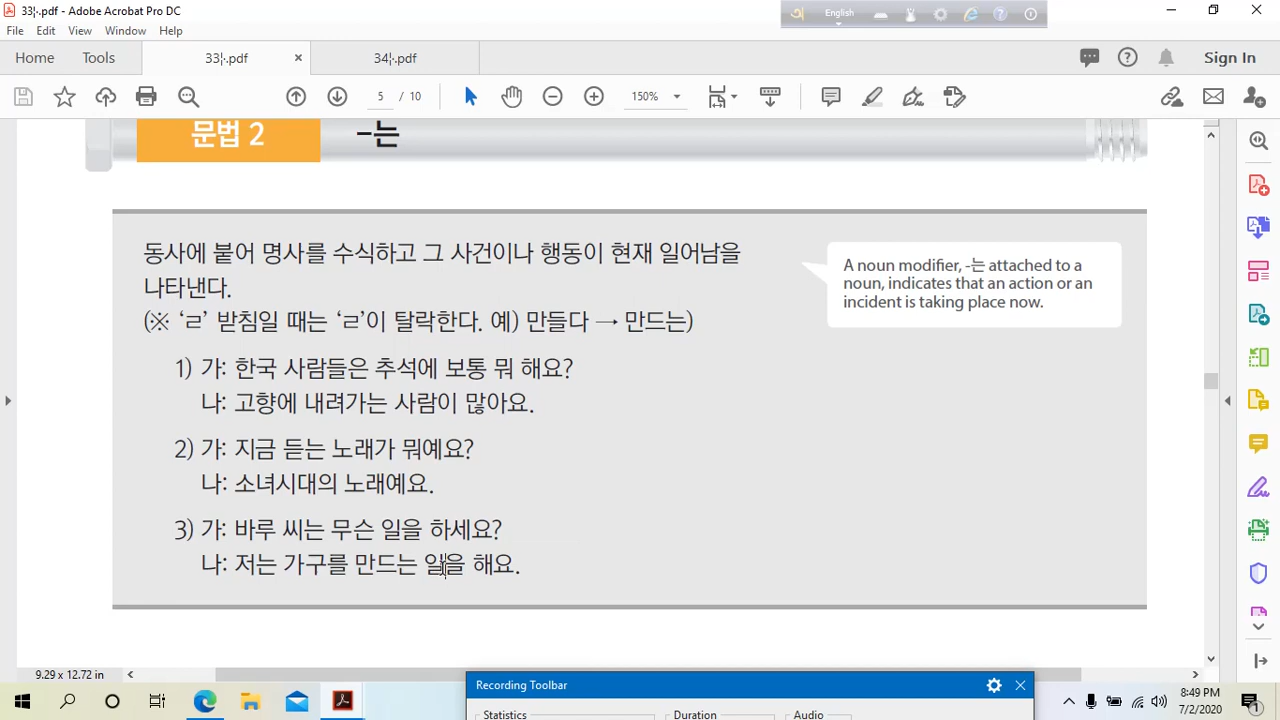 33¦·.pdf - Adobe Acrobat Pro DC
English
File Edit View Window Help
Home Tools 33¦·.pdf × 34¦·.pdf Sign In
5 / 10 150%
문법 2 -는
동사에 붙어 명사를 수식하고 그 사건이나 행동이 현재 일어남을
나타낸다.
(※ ‘ㄹ’ 받침일 때는 ‘ㄹ’이 탈락한다. 예) 만들다 → 만드는)
A noun modifier, -는 attached to a
noun, indicates that an action or an
incident is taking place now.
1) 가: 한국 사람들은 추석에 보통 뭐 해요?
나: 고향에 내려가는 사람이 많아요.
2) 가: 지금 듣는 노래가 뭐예요?
나: 소녀시대의 노래예요.
3) 가: 바루 씨는 무슨 일을 하세요?
나: 저는 가구를 만드는 일을 해요.
9.29 x 12.72 in
Recording Toolbar
Statistics Duration Audio
8:49 PM
7/2/2020